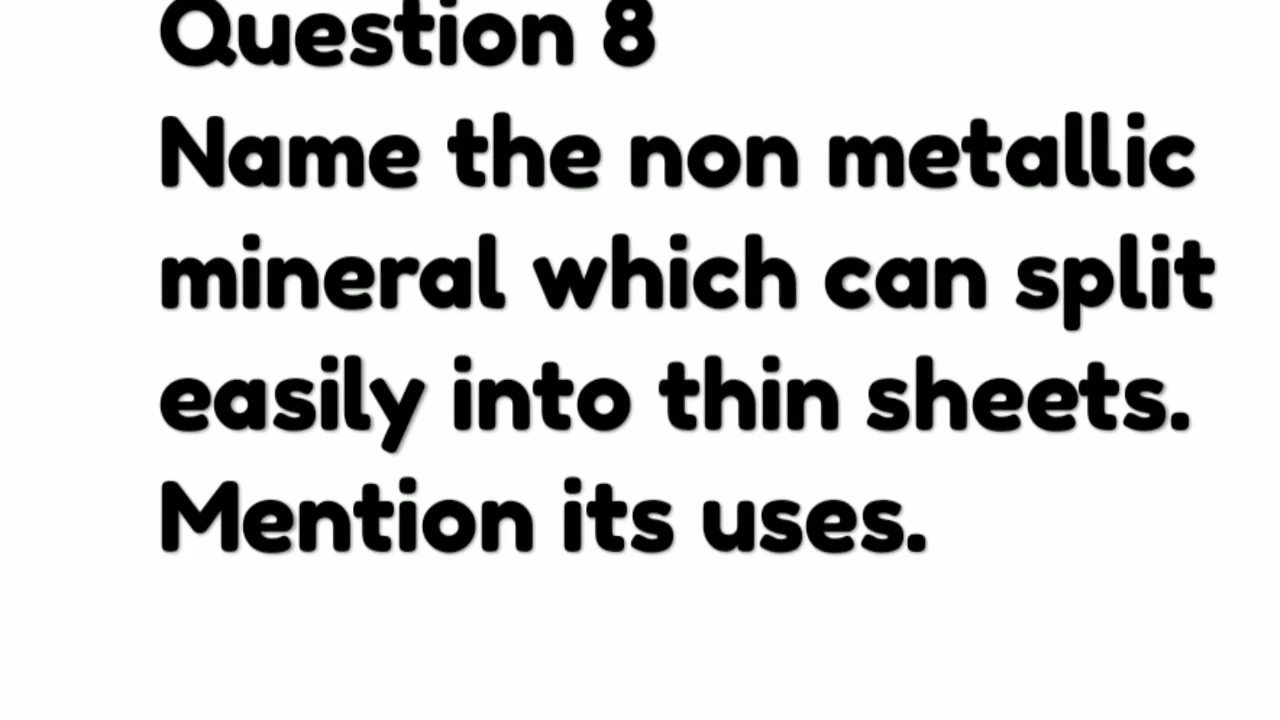 Question 8
Name the non metallic
mineral which can split
easily into thin sheets.
Mention its uses.